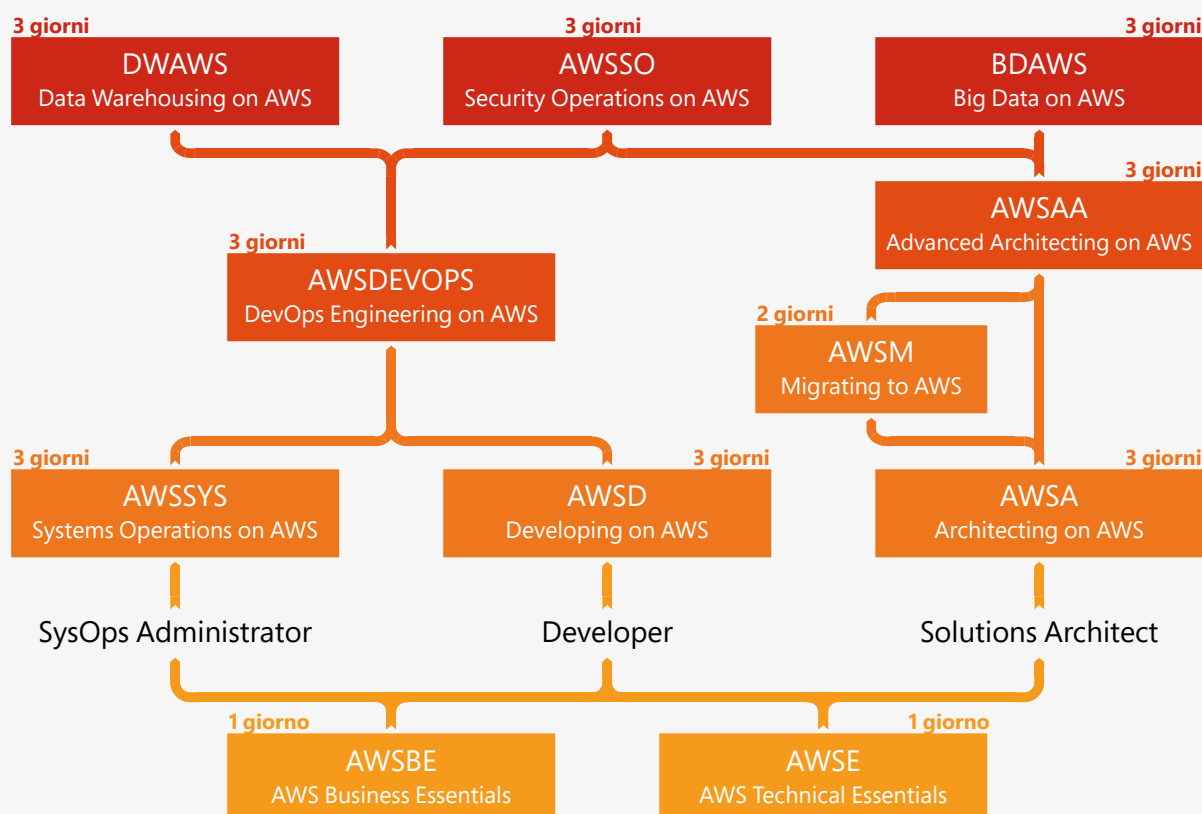 3 giorni
DWAWS
Data Warehousing on AWS
3 giorni
AWSSO
Security Operations on AWS
3 giorni
BDAWS
Big Data on AWS
3 giorni
AWSAA
Advanced Architecting on AWS
3 giorni
AWSDEVOPS
DevOps Engineering on AWS
2 giorni
AWSM
Migrating to AWS
3 giorni
AWSSYS
Systems Operations on AWS
3 giorni
AWSD
Developing on AWS
3 giorni
AWSA
Architecting on AWS
SysOps Administrator
Developer
Solutions Architect
1 giorno
AWSBE
AWS Business Essentials
1 giorno
AWSE
AWS Technical Essentials